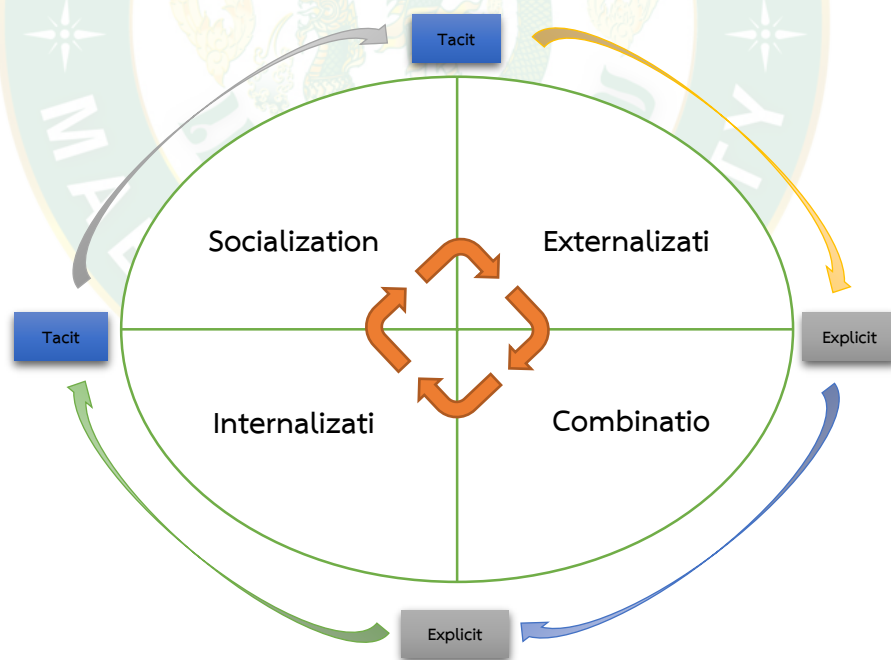 Tacit
Socialization
Externalizati
Tacit
Explicit
Internalizati
Combinatio
Explicit